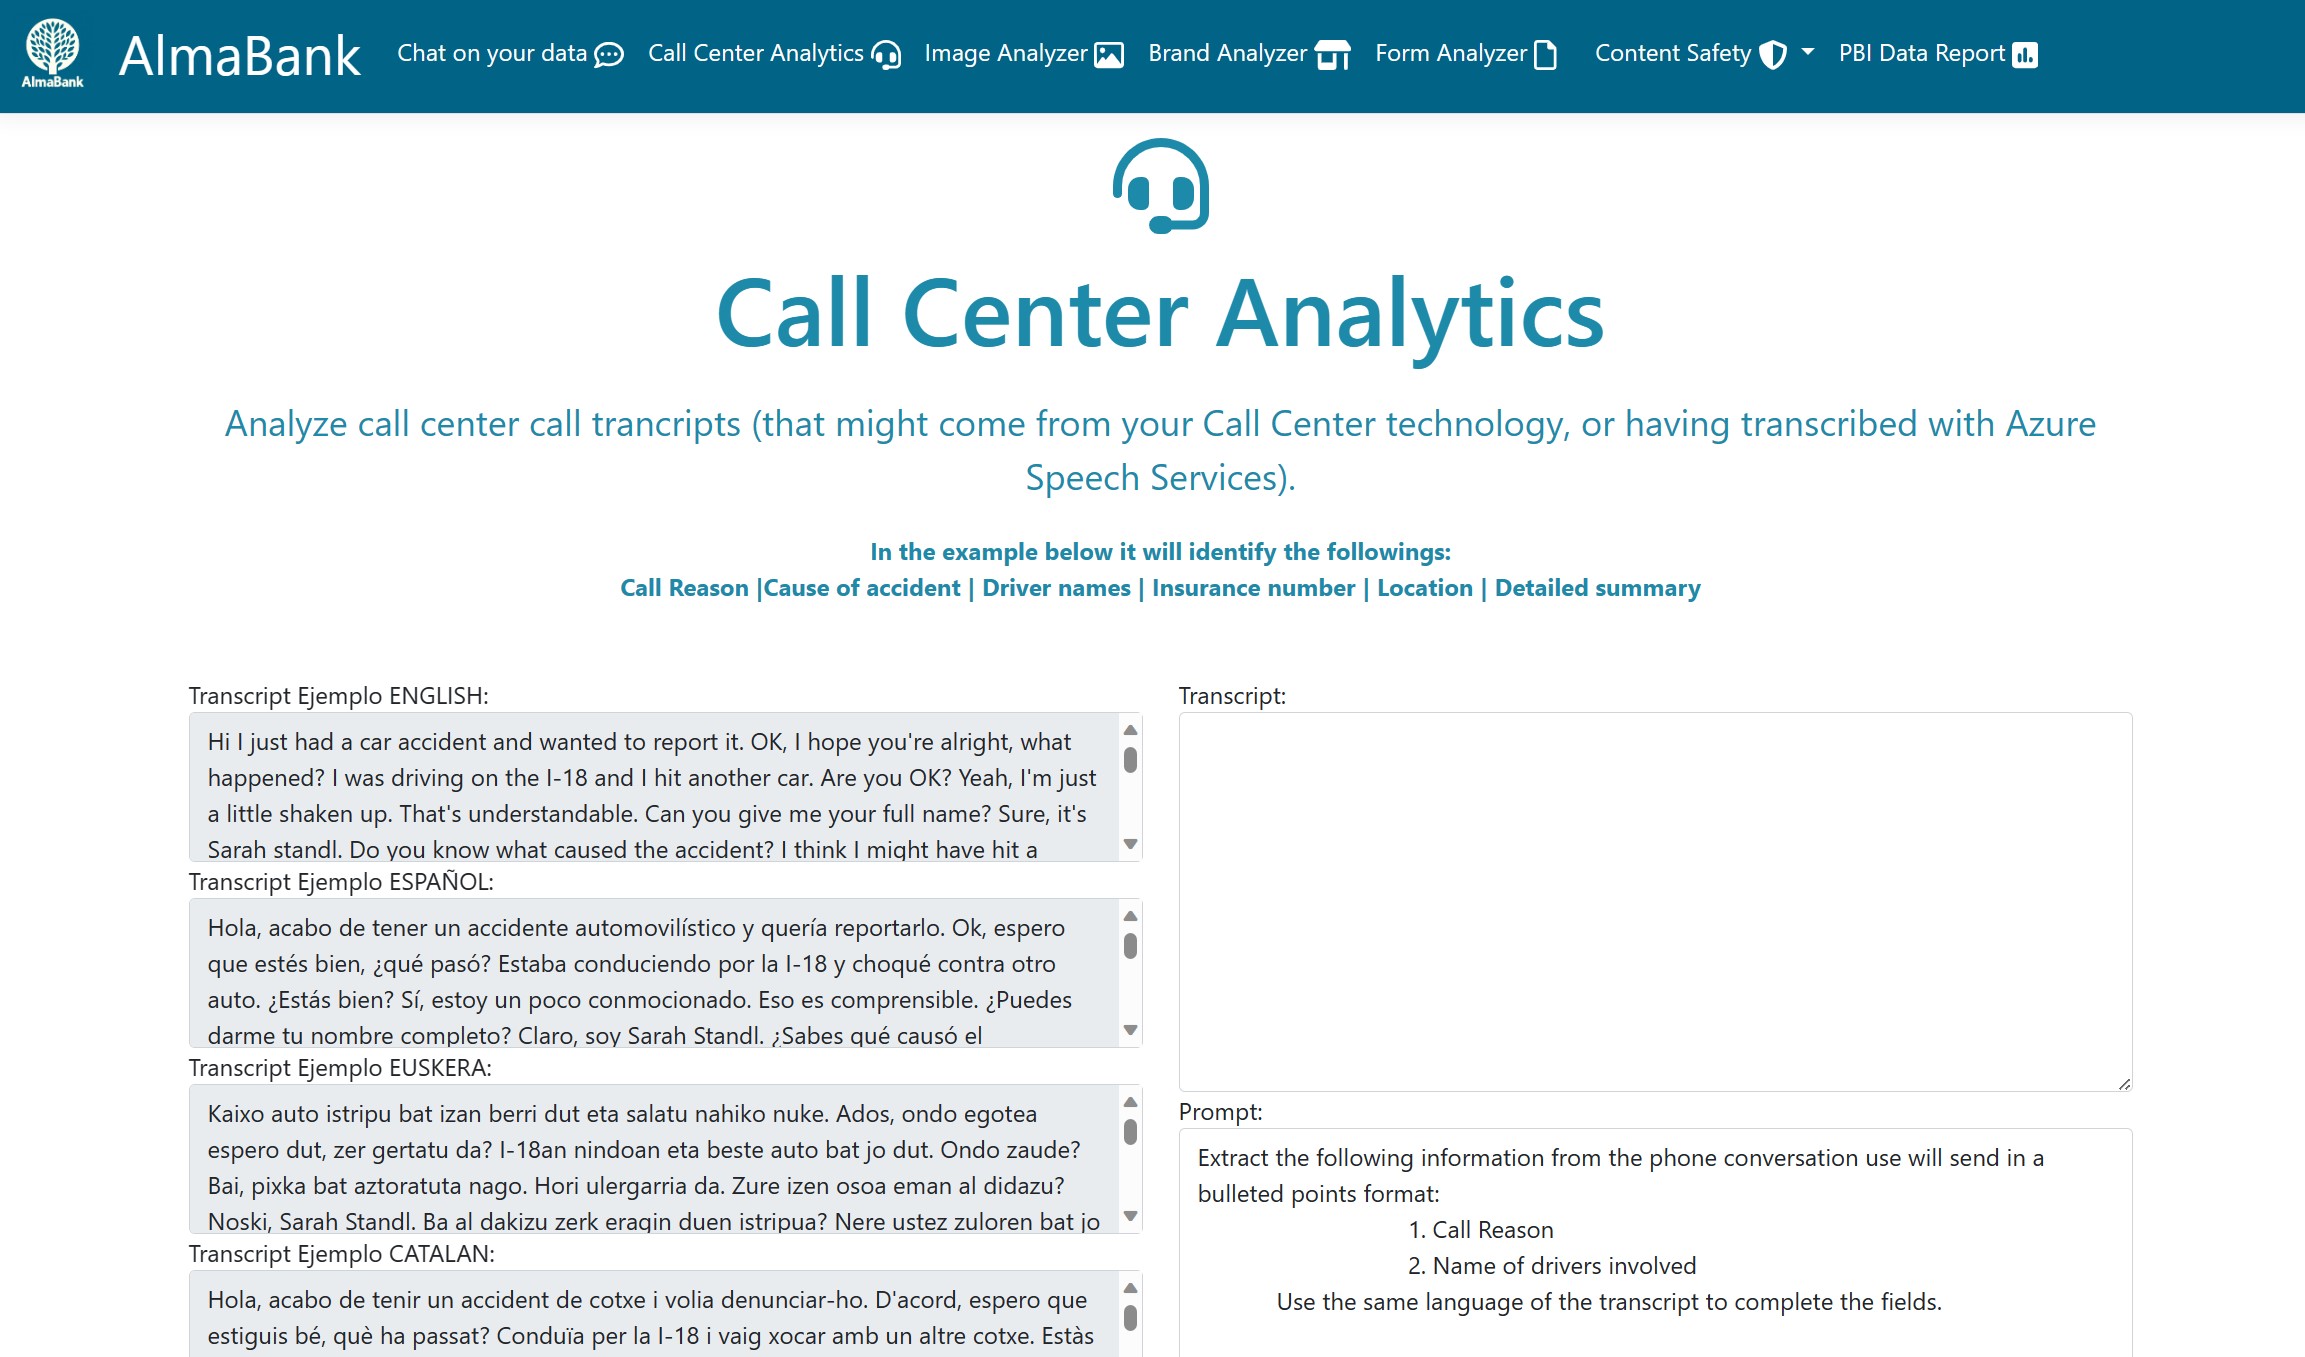 AlmaBank
AlmaBank
Chat on your data
Call Center Analytics
Image Analyzer
Brand Analyzer
Form Analyzer
Content Safety
PBI Data Report
Call Center Analytics
Analyze call center call trancripts (that might come from your Call Center technology, or having transcribed with Azure
Speech Services).
In the example below it will identify the followings:
Call Reason |Cause of accident | Driver names | Insurance number | Location | Detailed summary
Transcript Ejemplo ENGLISH:
Hi I just had a car accident and wanted to report it. OK, I hope you're alright, what
happened? I was driving on the I-18 and I hit another car. Are you OK? Yeah, I'm just
a little shaken up. That's understandable. Can you give me your full name? Sure, it's
Sarah standl. Do you know what caused the accident? I think I might have hit a
Transcript Ejemplo ESPAÑOL:
Hola, acabo de tener un accidente automovilístico y quería reportarlo. Ok, espero
que estés bien, ¿qué pasó? Estaba conduciendo por la I-18 y choqué contra otro
auto. ¿Estás bien? Sí, estoy un poco conmocionado. Eso es comprensible. ¿Puedes
darme tu nombre completo? Claro, soy Sarah Standl. ¿Sabes qué causó el
Transcript Ejemplo EUSKERA:
Kaixo auto istripu bat izan berri dut eta salatu nahiko nuke. Ados, ondo egotea
espero dut, zer gertatu da? I-18an nindoan eta beste auto bat jo dut. Ondo zaude?
Bai, pixka bat aztoratuta nago. Hori ulergarria da. Zure izen osoa eman al didazu?
Noski, Sarah Standl. Ba al dakizu zerk eragin duen istripua? Nere ustez zuloren bat jo
Transcript Ejemplo CATALAN:
Hola, acabo de tenir un accident de cotxe i volia denunciar-ho. D'acord, espero que
estiguis bé, què ha passat? Conduïa per la I-18 i vaig xocar amb un altre cotxe. Estàs
Transcript:
Prompt:
Extract the following information from the phone conversation use will send in a
bulleted points format:
1. Call Reason
2. Name of drivers involved
Use the same language of the transcript to complete the fields.